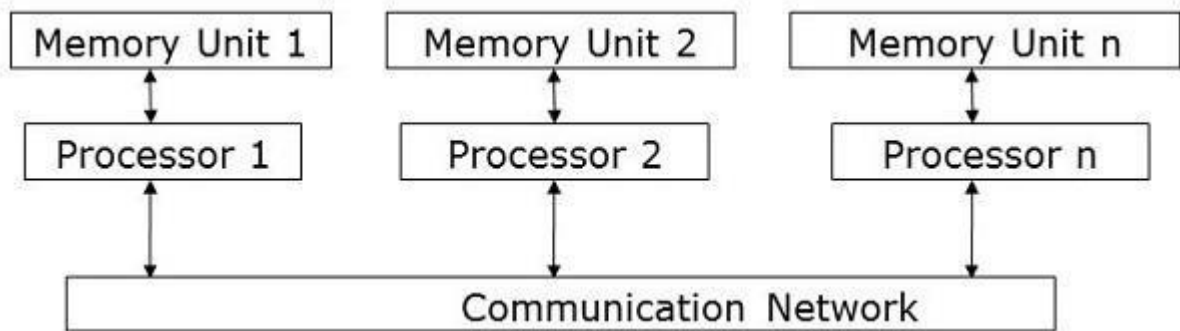 Memory Unit 1
Memory Unit 2
Memory Unit n
Processor 1
Processor 2
Processor n
Communication Network